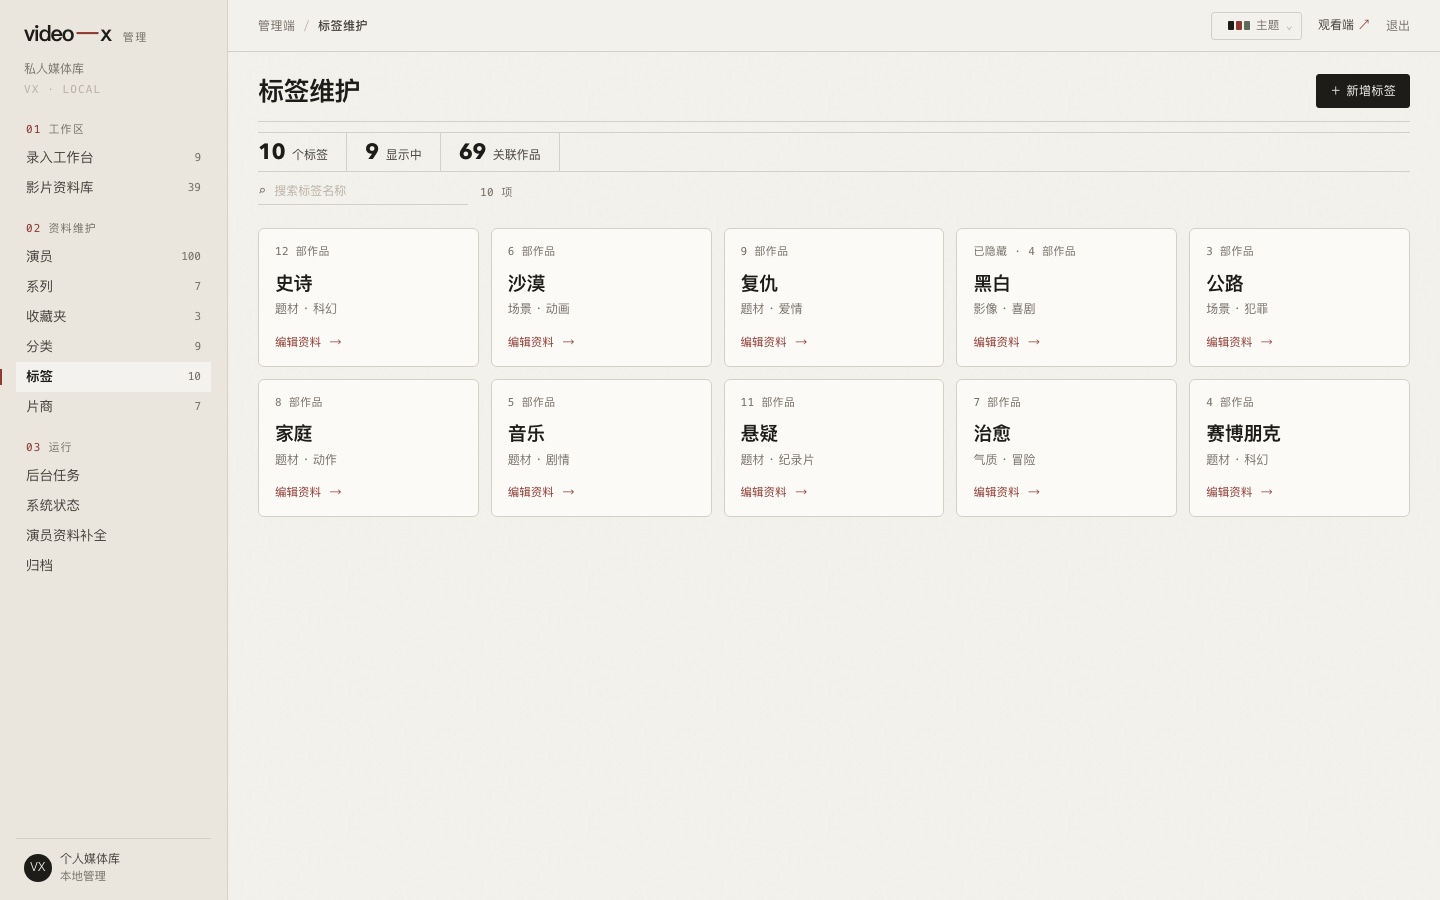 video—x 管理
私人媒体库
VX · LOCAL
01 工作区
录入工作台 9
影片资料库 39
02 资料维护
演员 100
系列 7
收藏夹 3
分类 9
标签 10
片商 7
03 运行
后台任务
系统状态
演员资料补全
归档
VX
个人媒体库
本地管理
管理端 / 标签维护
主题
观看端 ↗
退出
标签维护
+ 新增标签
10 个标签
9 显示中
69 关联作品
搜索标签名称
10 项
12 部作品
史诗
题材 · 科幻
编辑资料 →
6 部作品
沙漠
场景 · 动画
编辑资料 →
9 部作品
复仇
题材 · 爱情
编辑资料 →
已隐藏 · 4 部作品
黑白
影像 · 喜剧
编辑资料 →
3 部作品
公路
场景 · 犯罪
编辑资料 →
8 部作品
家庭
题材 · 动作
编辑资料 →
5 部作品
音乐
题材 · 剧情
编辑资料 →
11 部作品
悬疑
题材 · 纪录片
编辑资料 →
7 部作品
治愈
气质 · 冒险
编辑资料 →
4 部作品
赛博朋克
题材 · 科幻
编辑资料 →